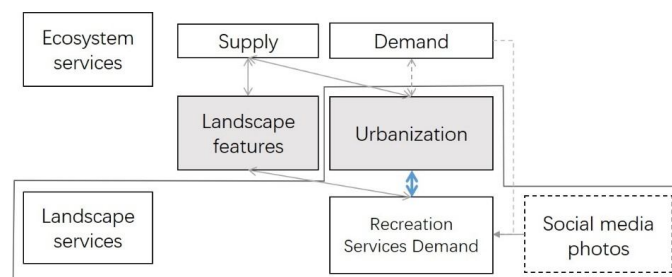 Ecosystem
services
Supply
Demand
Landscape
features
Urbanization
Landscape
services
Recreation
Services Demand
Social media
photos